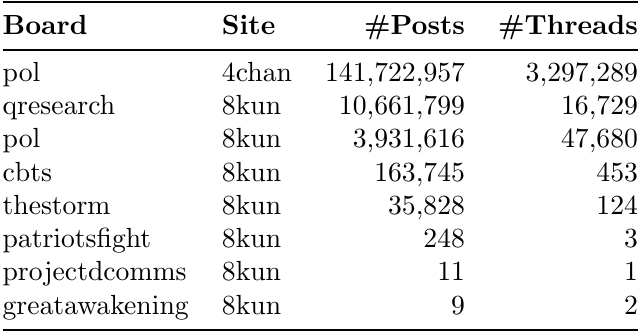 Board Site #Posts #Threads
pol 4chan 141,722,957 3,297,289
qresearch 8kun 10,661,799 16,729
pol 8kun 3,931,616 47,680
cbts 8kun 163,745 453
thestorm 8kun 35,828 124
patriotsfight 8kun 248 3
projectdcomms 8kun 11 1
greatawakening 8kun 9 2